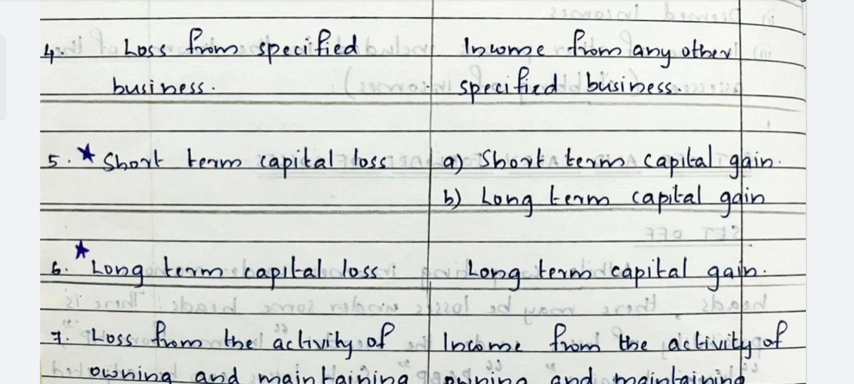 4. Loss from specified Income from any other
business. specified business.
5. ★ Short term capital loss a) Short term capital gain.
b) Long term capital gain
6. ★ Long term capital loss Long term capital gain.
7. Loss from the activity of Income from the activity of
owning and maintaining owning and maintaining
SET OFF